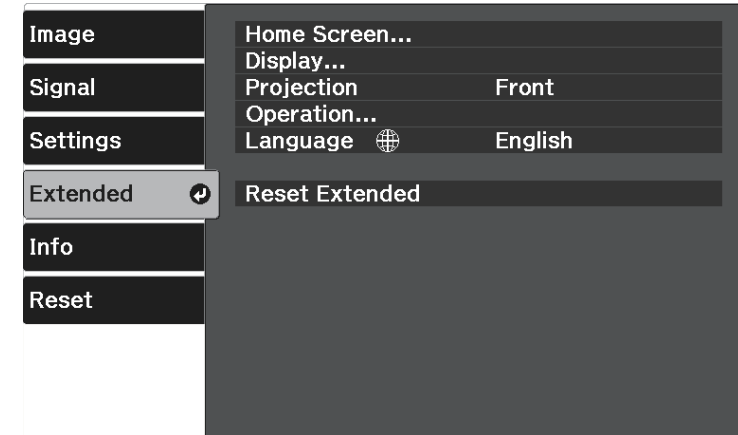 Image
Signal
Settings
Extended
Info
Reset
Home Screen...
Display...
Projection Front
Operation...
Language English
Reset Extended